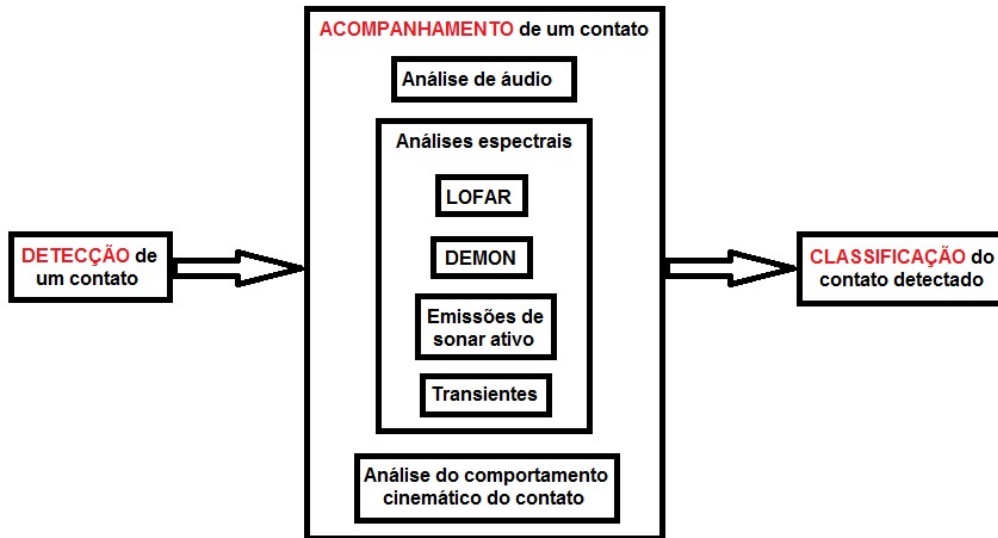 DETECÇÃO de
um contato
ACOMPANHAMENTO de um contato
Análise de áudio
Análises espectrais
LOFAR
DEMON
Emissões de
sonar ativo
Transientes
Análise do comportamento
cinemático do contato
CLASSIFICAÇÃO do
contato detectado